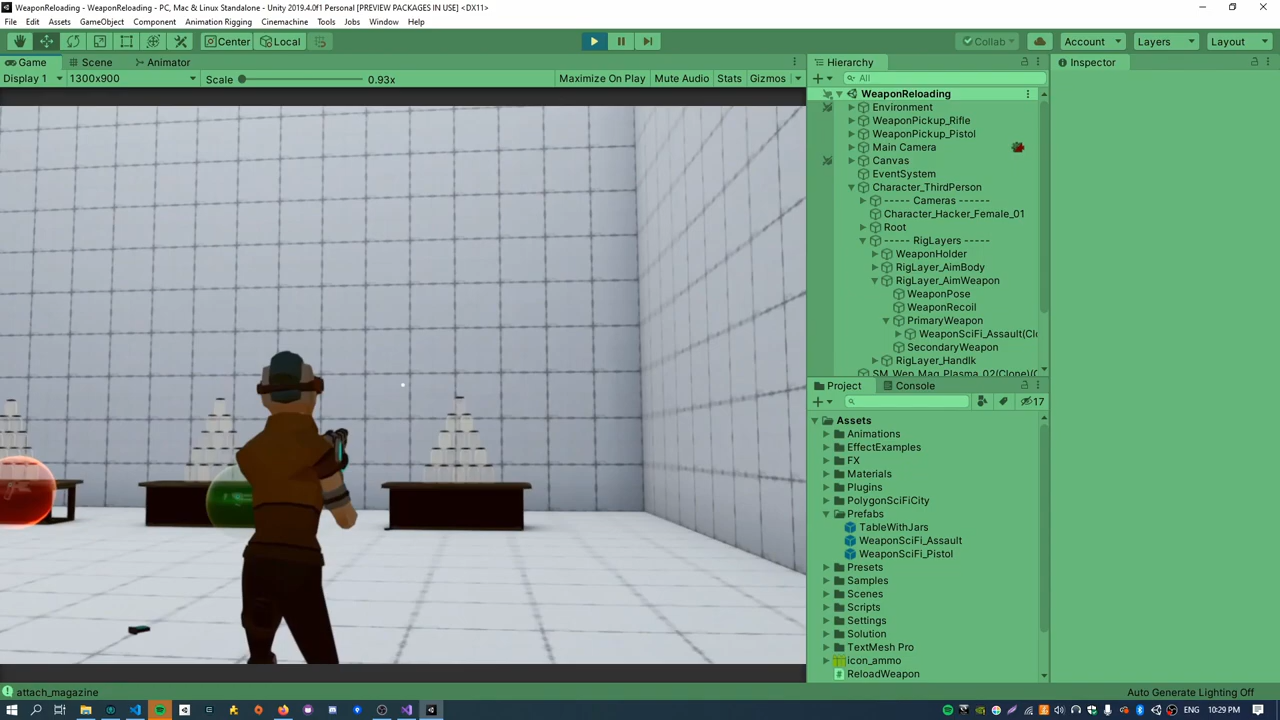 WeaponReloading - WeaponReloading - PC, Mac & Linux Standalone - Unity 2019.4.0f1 Personal [PREVIEW PACKAGES IN USE] <DX11>
File Edit Assets GameObject Component Animation Rigging Cinemachine Tools Jobs Window Help
Center Local Collab Account Layers Layout
Game Scene Animator
Display 1 1300x900 Scale 0.93x Maximize On Play Mute Audio Stats Gizmos
Hierarchy
All
WeaponReloading
Environment
WeaponPickup_Rifle
WeaponPickup_Pistol
Main Camera
Canvas
EventSystem
Character_ThirdPerson
----- Cameras ------
Character_Hacker_Female_01
Root
----- RigLayers -----
WeaponHolder
RigLayer_AimBody
RigLayer_AimWeapon
WeaponPose
WeaponRecoil
PrimaryWeapon
WeaponSciFi_Assault(Clo
SecondaryWeapon
RigLayer_HandIk
SM_Wep_Mag_Plasma_02(Clone)(C
Inspector
Project Console
17
Assets
Animations
EffectExamples
FX
Materials
Plugins
PolygonSciFiCity
Prefabs
TableWithJars
WeaponSciFi_Assault
WeaponSciFi_Pistol
Presets
Samples
Scenes
Scripts
Settings
Solution
TextMesh Pro
icon_ammo
ReloadWeapon
attach_magazine
Auto Generate Lighting Off
ENG 10:29 PM